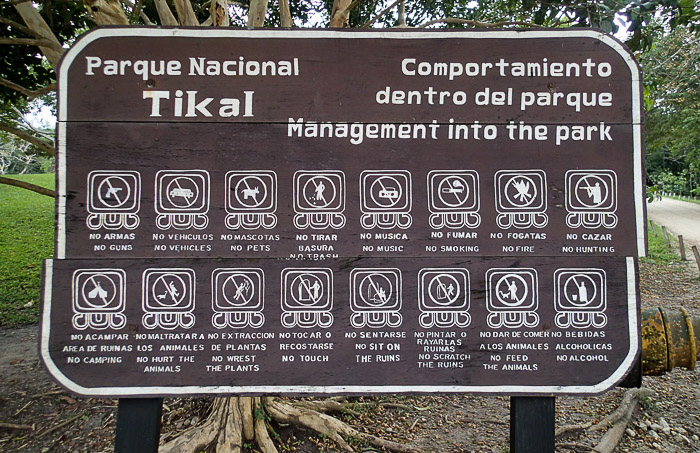 Parque Nacional
Tikal
Comportamiento
dentro del parque
Management into the park
NO ARMAS
NO GUNS
NO VEHICULOS
NO VEHICLES
NO MASCOTAS
NO PETS
NO TIRAR
BASURA
NO TRASH
NO MUSICA
NO MUSIC
NO FUMAR
NO SMOKING
NO FOGATAS
NO FIRE
NO CAZAR
NO HUNTING
NO ACAMPAR
AREA DE RUINAS
NO CAMPING
NO MALTRATAR A
LOS ANIMALES
NO HURT THE
ANIMALS
NO EXTRACCION
DE PLANTAS
NO WREST
THE PLANTS
NO TOCAR O
RECOSTARSE
NO TOUCH
NO SENTARSE
NO SIT ON
THE RUINS
NO PINTAR O
RAYAR LAS
RUINAS
NO SCRATCH
THE RUINS
NO DAR DE COMER
A LOS ANIMALES
NO FEED
THE ANIMALS
NO BEBIDAS
ALCOHOLICAS
NO ALCOHOL